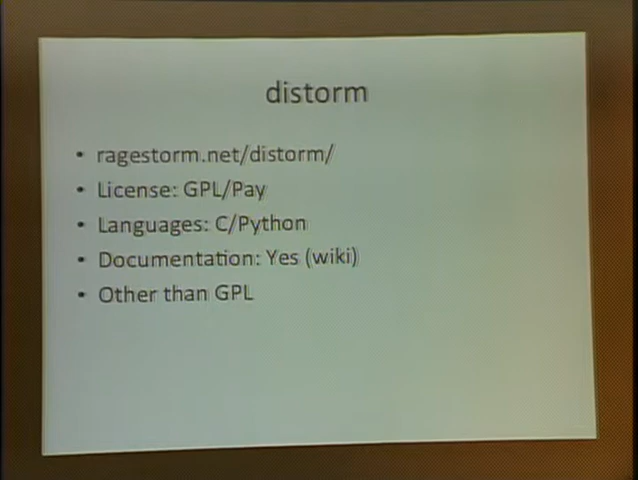 distorm
• ragestorm.net/distorm/
• License: GPL/Pay
• Languages: C/Python
• Documentation: Yes (wiki)
• Other than GPL